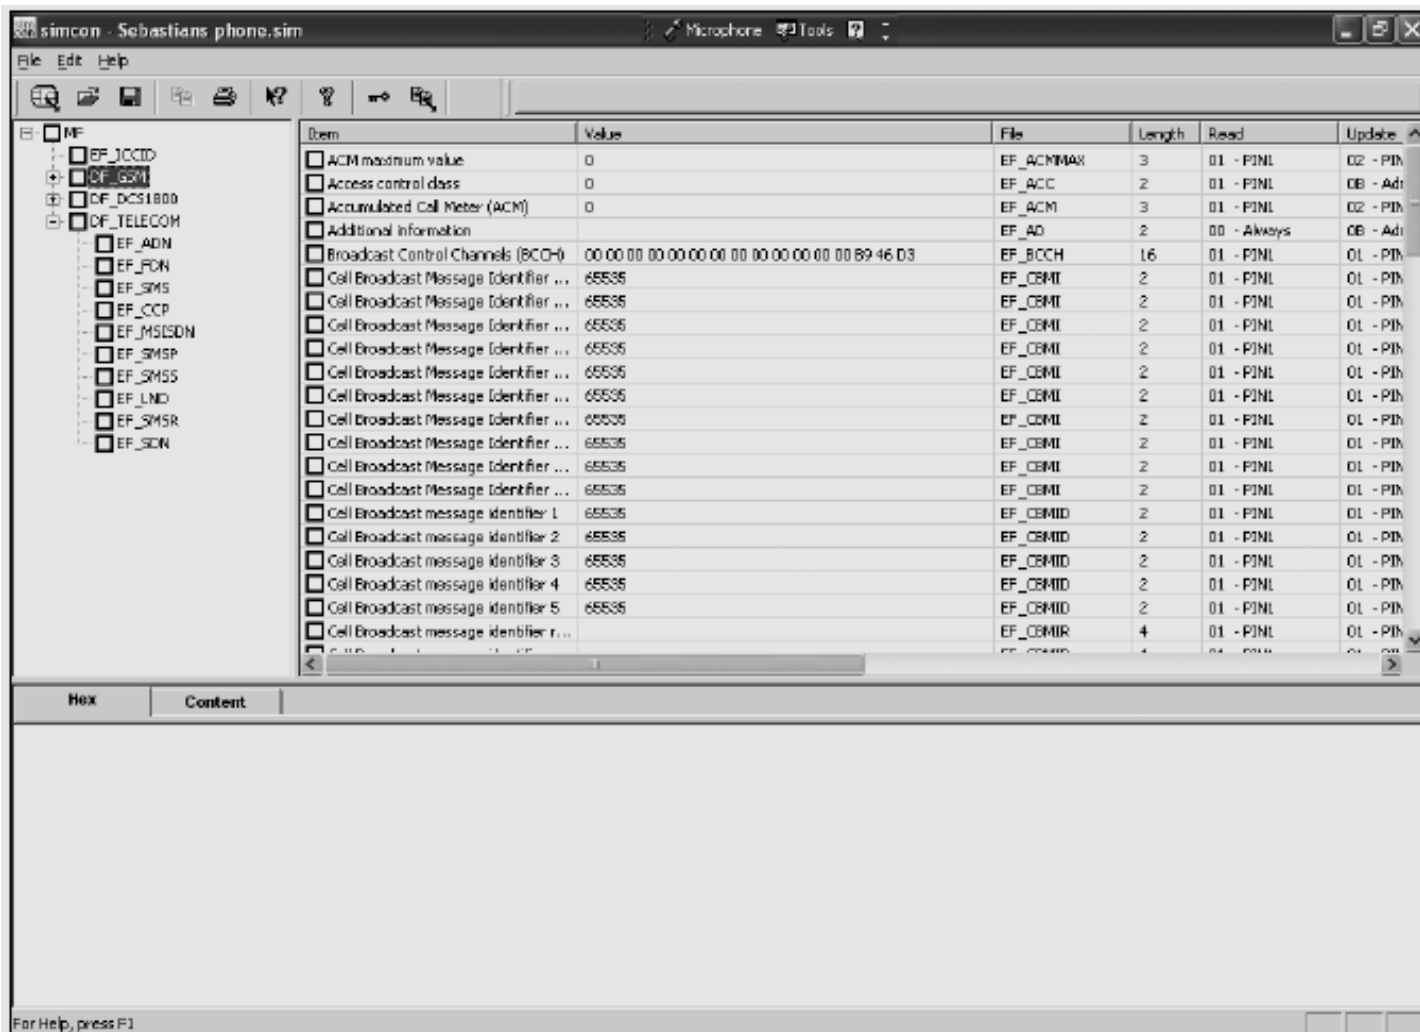 simcon - Sebastians phone.sim Microphone Tools
File Edit Help
MF
EF_ICCID
DF_GSM
DF_DCS1800
DF_TELECOM
EF_ADN
EF_FDN
EF_SMS
EF_CCP
EF_MSISDN
EF_SMSP
EF_SMSS
EF_LND
EF_SMSR
EF_SDN
Item Value File Length Read Update
ACM maximum value 0 EF_ACMMAX 3 01 - PIN1 02 - PIN
Access control class 0 EF_ACC 2 01 - PIN1 0B - Adr
Accumulated Call Meter (ACM) 0 EF_ACM 3 01 - PIN1 02 - PIN
Additional information EF_AD 2 00 - Always 0B - Adr
Broadcast Control Channels (BCCH) 00 00 00 00 00 00 00 00 00 00 00 00 00 B9 46 D3 EF_BCCH 16 01 - PIN1 01 - PIN
Cell Broadcast Message Identifier ... 65535 EF_CBMI 2 01 - PIN1 01 - PIN
Cell Broadcast Message Identifier ... 65535 EF_CBMI 2 01 - PIN1 01 - PIN
Cell Broadcast Message Identifier ... 65535 EF_CBMI 2 01 - PIN1 01 - PIN
Cell Broadcast Message Identifier ... 65535 EF_CBMI 2 01 - PIN1 01 - PIN
Cell Broadcast Message Identifier ... 65535 EF_CBMI 2 01 - PIN1 01 - PIN
Cell Broadcast Message Identifier ... 65535 EF_CBMI 2 01 - PIN1 01 - PIN
Cell Broadcast Message Identifier ... 65535 EF_CBMI 2 01 - PIN1 01 - PIN
Cell Broadcast Message Identifier ... 65535 EF_CBMI 2 01 - PIN1 01 - PIN
Cell Broadcast Message Identifier ... 65535 EF_CBMI 2 01 - PIN1 01 - PIN
Cell Broadcast Message Identifier ... 65535 EF_CBMI 2 01 - PIN1 01 - PIN
Cell Broadcast message identifier 1 65535 EF_CBMID 2 01 - PIN1 01 - PIN
Cell Broadcast message identifier 2 65535 EF_CBMID 2 01 - PIN1 01 - PIN
Cell Broadcast message identifier 3 65535 EF_CBMID 2 01 - PIN1 01 - PIN
Cell Broadcast message identifier 4 65535 EF_CBMID 2 01 - PIN1 01 - PIN
Cell Broadcast message identifier 5 65535 EF_CBMID 2 01 - PIN1 01 - PIN
Cell Broadcast message identifier r... EF_CBMIR 4 01 - PIN1 01 - PIN
Hex Content
For Help, press F1